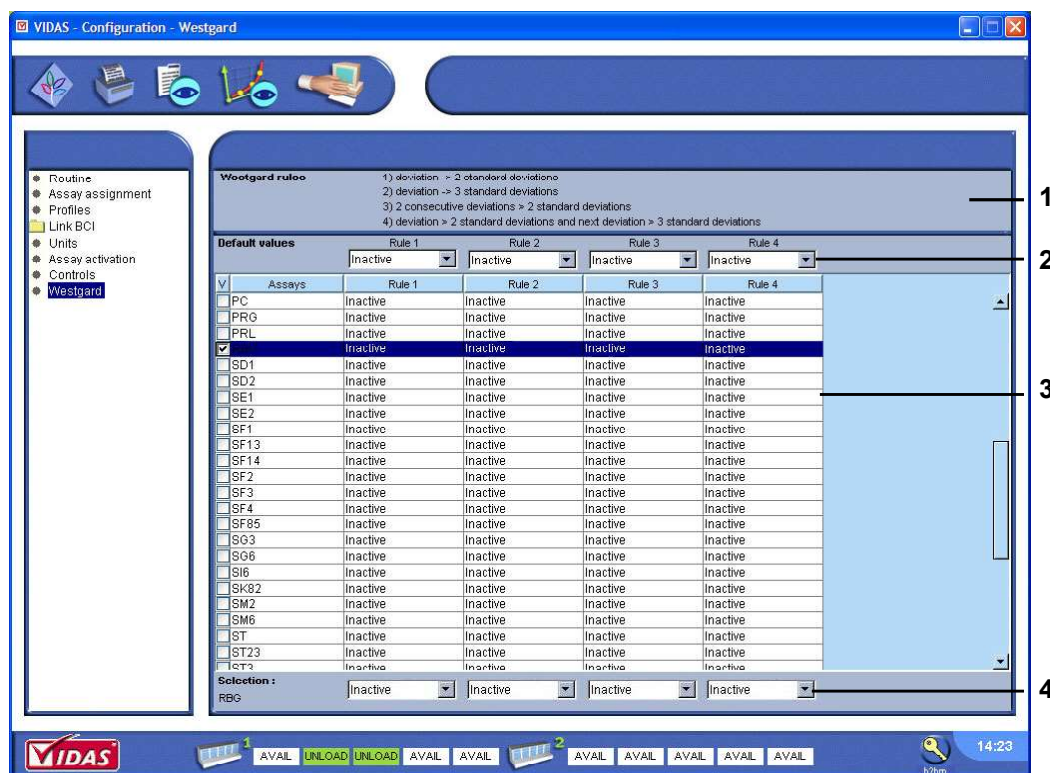 VIDAS - Configuration - Westgard
Routine
Assay assignment
Profiles
Link BCI
Units
Assay activation
Controls
Westgard
1) deviation > 2 standard deviations
2) deviation -> 3 standard deviations
3) 2 consecutive deviations > 2 standard deviations
4) deviation > 2 standard deviations and next deviation > 3 standard deviations
1
Default values Rule 1 Rule 2 Rule 3 Rule 4
Inactive Inactive Inactive Inactive
2
V Assays Rule 1 Rule 2 Rule 3 Rule 4
PC Inactive Inactive Inactive Inactive
PRG Inactive Inactive Inactive Inactive
PRL Inactive Inactive Inactive Inactive
Inactive Inactive Inactive Inactive
SD1 Inactive Inactive Inactive Inactive
SD2 Inactive Inactive Inactive Inactive
SE1 Inactive Inactive Inactive Inactive
3
SE2 Inactive Inactive Inactive Inactive
SF1 Inactive Inactive Inactive Inactive
SF13 Inactive Inactive Inactive Inactive
SF14 Inactive Inactive Inactive Inactive
SF2 Inactive Inactive Inactive Inactive
SF3 Inactive Inactive Inactive Inactive
SF4 Inactive Inactive Inactive Inactive
SF85 Inactive Inactive Inactive Inactive
SG3 Inactive Inactive Inactive Inactive
SG6 Inactive Inactive Inactive Inactive
SI6 Inactive Inactive Inactive Inactive
SK82 Inactive Inactive Inactive Inactive
SM2 Inactive Inactive Inactive Inactive
SM6 Inactive Inactive Inactive Inactive
ST Inactive Inactive Inactive Inactive
ST23 Inactive Inactive Inactive Inactive
ST3 Inactive Inactive Inactive Inactive
Selection :
RBG
Inactive Inactive Inactive Inactive
4
VIDAS
1 AVAIL UNLOAD UNLOAD AVAIL AVAIL 2 AVAIL AVAIL AVAIL AVAIL AVAIL
14:23